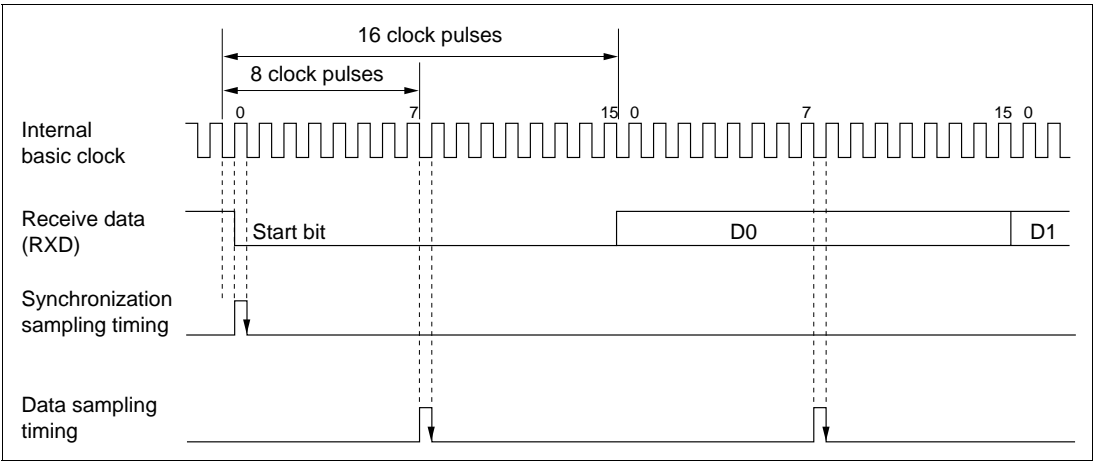 16 clock pulses
8 clock pulses
0 7 15 0 7 15 0
Internal
basic clock
Receive data
(RXD)
Start bit D0 D1
Synchronization
sampling timing
Data sampling
timing